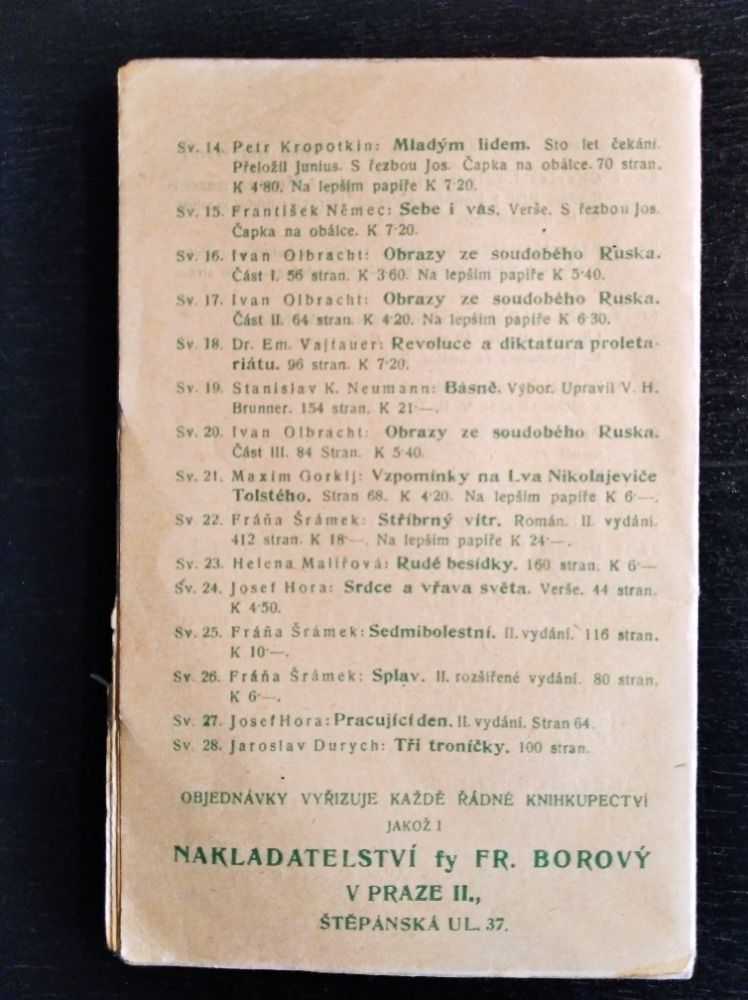 Sv. 14. Petr Kropotkin: Mladým lidem. Sto let čekání.
Přeložil Junius. S řezbou Jos. Čapka na obálce. 70 stran.
K 4·80. Na lepším papíře K 7·20.
Sv. 15. František Němec: Sebe i vás. Verše. S řezbou Jos.
Čapka na obálce. K 7·20.
Sv. 16. Ivan Olbracht: Obrazy ze soudobého Ruska.
Část I. 56 stran. K 3·60. Na lepším papíře K 5·40.
Sv. 17. Ivan Olbracht: Obrazy ze soudobého Ruska.
Část II. 64 stran. K 4·20. Na lepším papíře K 6·30.
Sv. 18. Dr. Em. Vajtauer: Revoluce a diktatura proleta-
riátu. 96 stran. K 7·20.
Sv. 19. Stanislav K. Neumann: Básně. Výbor. Upravil V. H.
Brunner. 154 stran. K 21·—.
Sv. 20. Ivan Olbracht: Obrazy ze soudobého Ruska.
Část III. 84 Stran. K 5·40.
Sv. 21. Maxim Gorkij: Vzpomínky na Lva Nikolajeviče
Tolstého. Stran 68. K 4·20. Na lepším papíře K 6·—.
Sv. 22. Fráňa Šrámek: Stříbrný vítr. Román. II. vydání.
412 stran. K 18·—. Na lepším papíře K 24·—.
Sv. 23. Helena Malířová: Rudé besídky. 160 stran. K 6·—
Sv. 24. Josef Hora: Srdce a vřava světa. Verše. 44 stran.
K 4·50.
Sv. 25. Fráňa Šrámek: Sedmibolestní. II. vydání. 116 stran.
K 10·—.
Sv. 26. Fráňa Šrámek: Splav. II. rozšířené vydání. 80 stran.
K 6·—.
Sv. 27. Josef Hora: Pracující den. II. vydání. Stran 64.
Sv. 28. Jaroslav Durych: Tři troníčky. 100 stran.
OBJEDNÁVKY VYŘIZUJE KAŽDÉ ŘÁDNÉ KNIHKUPECTVÍ
JAKOŽ I
NAKLADATELSTVÍ fy FR. BOROVÝ
V PRAZE II.,
ŠTĚPÁNSKÁ UL. 37.